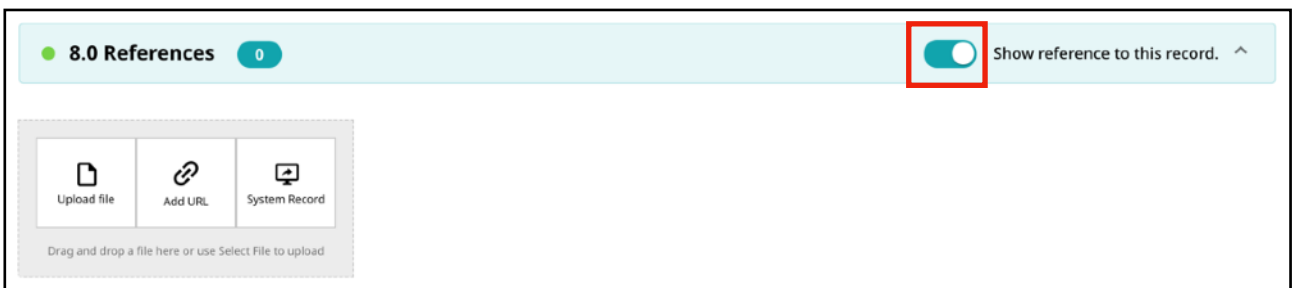 8.0 References 0 Show reference to this record.
Upload file Add URL System Record
Drag and drop a file here or use Select File to upload